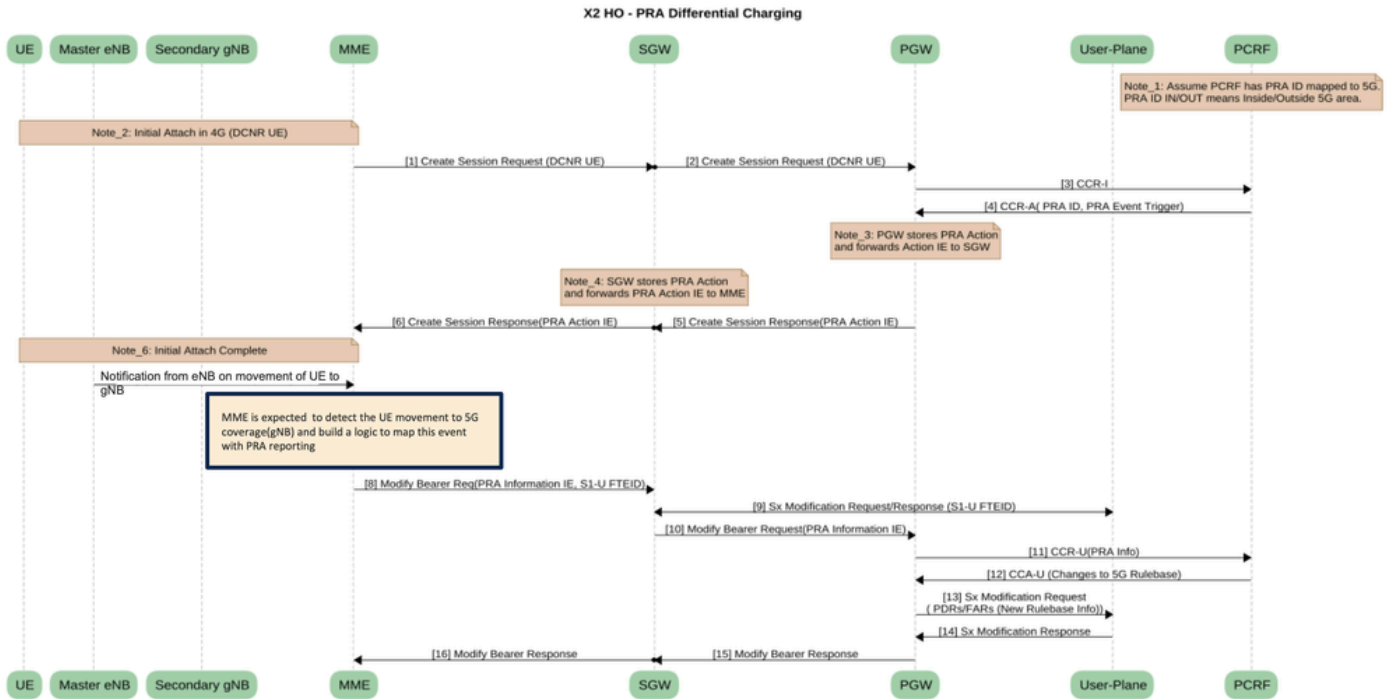 X2 HO - PRA Differential Charging
UE
Master eNB
Secondary gNB
MME
SGW
PGW
User-Plane
PCRF
Note_1: Assume PCRF has PRA ID mapped to 5G.
PRA ID IN/OUT means Inside/Outside 5G area.
Note_2: Initial Attach in 4G (DCNR UE)
[1] Create Session Request (DCNR UE)
[2] Create Session Request (DCNR UE)
[3] CCR-I
[4] CCR-A( PRA ID, PRA Event Trigger)
Note_3: PGW stores PRA Action
and forwards Action IE to SGW
Note_4: SGW stores PRA Action
and forwards PRA Action IE to MME
[6] Create Session Response(PRA Action IE)
[5] Create Session Response(PRA Action IE)
Note_6: Initial Attach Complete
Notification from eNB on movement of UE to
gNB
MME is expected to detect the UE movement to 5G
coverage(gNB) and build a logic to map this event
with PRA reporting
[8] Modify Bearer Req(PRA Information IE, S1-U FTEID)
[9] Sx Modification Request/Response (S1-U FTEID)
[10] Modify Bearer Request(PRA Information IE)
[11] CCR-U(PRA Info)
[12] CCA-U (Changes to 5G Rulebase)
[13] Sx Modification Request
( PDRs/FARs (New Rulebase Info))
[14] Sx Modification Response
[16] Modify Bearer Response
[15] Modify Bearer Response
UE
Master eNB
Secondary gNB
MME
SGW
PGW
User-Plane
PCRF